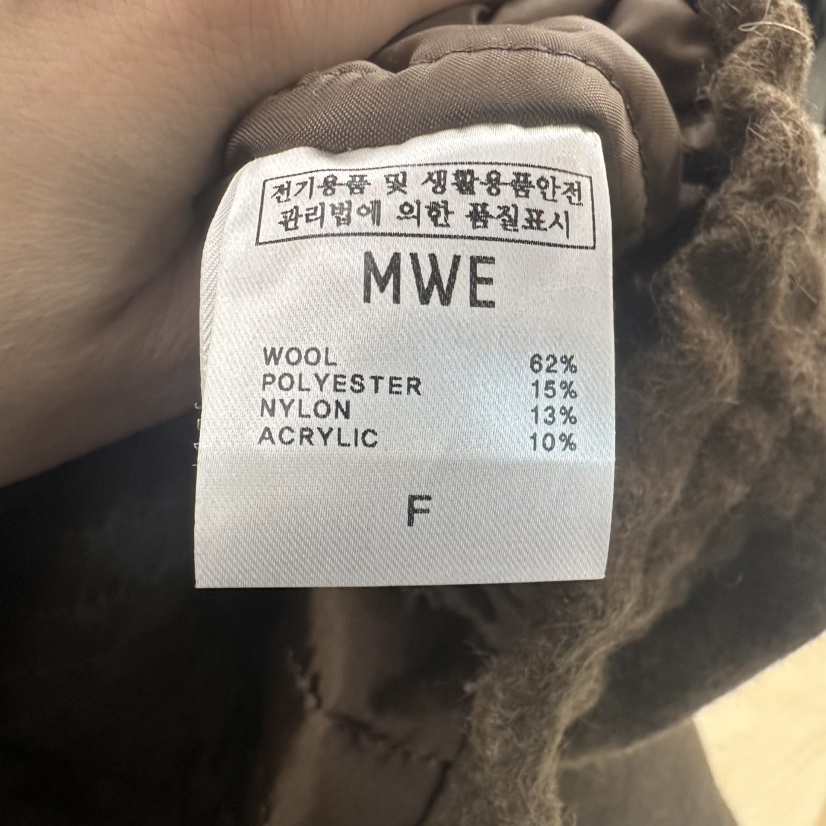 전기용품 및 생활용품안전
관리법에 의한 품질표시
MWE
WOOL 62%
POLYESTER 15%
NYLON 13%
ACRYLIC 10%
F